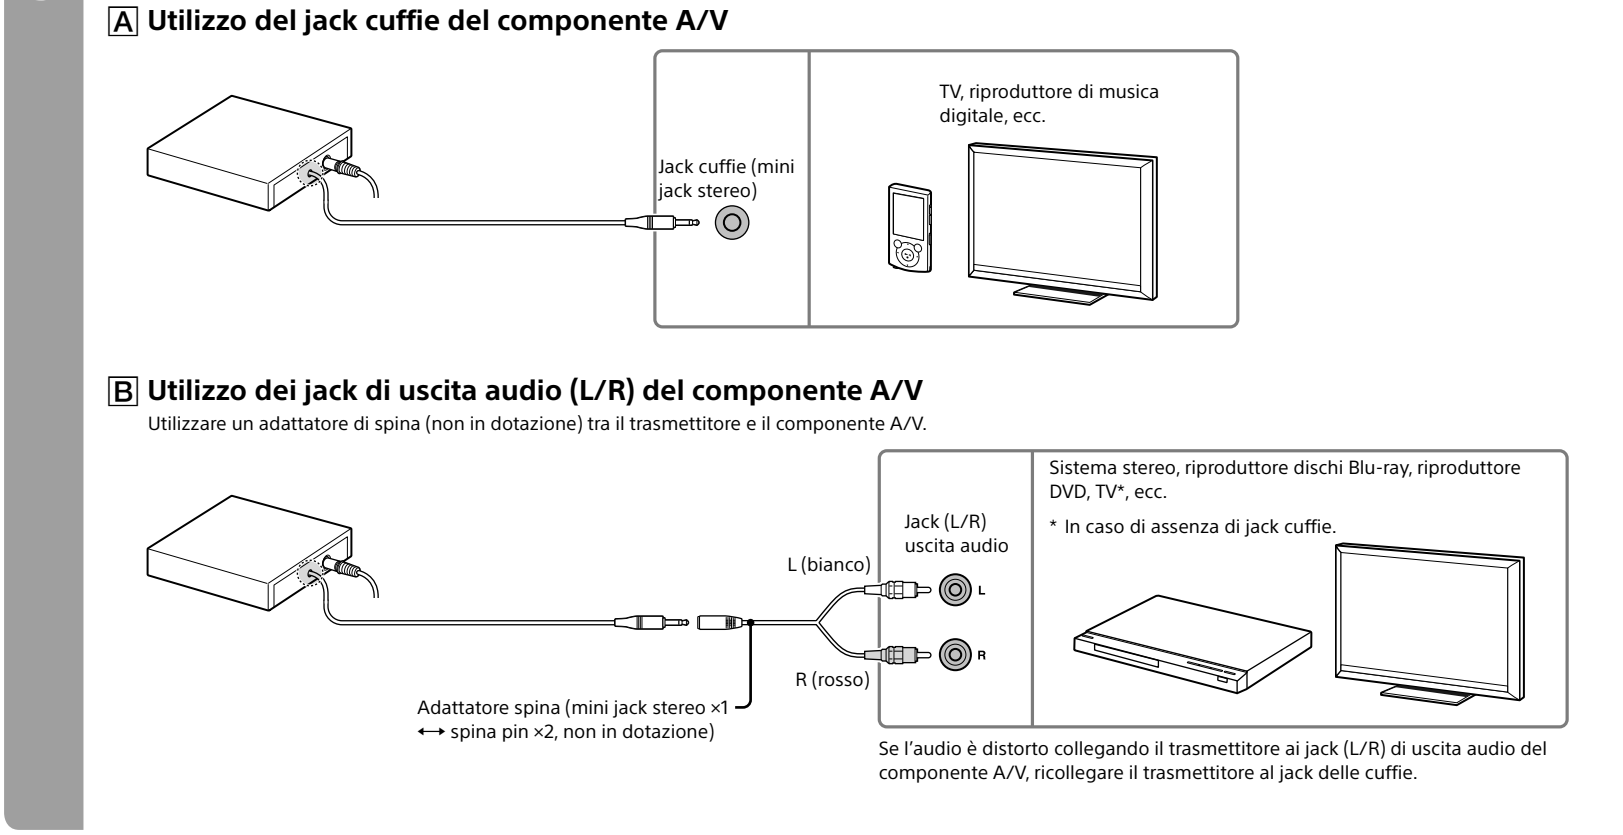 A Utilizzo del jack cuffie del componente A/V
TV, riproduttore di musica
digitale, ecc.
Jack cuffie (mini
jack stereo)
B Utilizzo dei jack di uscita audio (L/R) del componente A/V
Utilizzare un adattatore di spina (non in dotazione) tra il trasmettitore e il componente A/V.
Sistema stereo, riproduttore dischi Blu-ray, riproduttore
DVD, TV*, ecc.
* In caso di assenza di jack cuffie.
Jack (L/R)
uscita audio
L (bianco)
L
R
R (rosso)
Adattatore spina (mini jack stereo ×1
↔ spina pin ×2, non in dotazione)
Se l'audio è distorto collegando il trasmettitore ai jack (L/R) di uscita audio del
componente A/V, ricollegare il trasmettitore al jack delle cuffie.